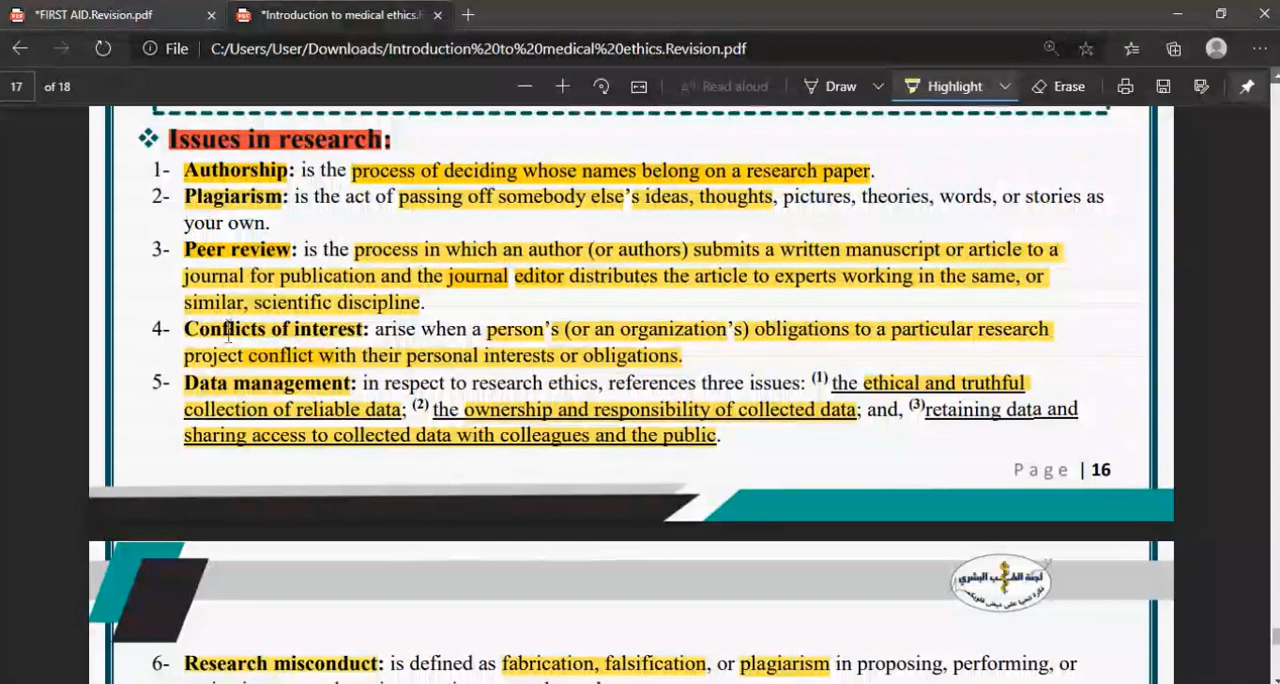 *FIRST AID.Revision.pdf
*Introduction to medical ethics.
File
C:/Users/User/Downloads/Introduction%20to%20medical%20ethics.Revision.pdf
17 of 18
Read aloud
Draw
Highlight
Erase
Issues in research:
1- Authorship: is the process of deciding whose names belong on a research paper.
2- Plagiarism: is the act of passing off somebody else's ideas, thoughts, pictures, theories, words, or stories as
your own.
3- Peer review: is the process in which an author (or authors) submits a written manuscript or article to a
journal for publication and the journal editor distributes the article to experts working in the same, or
similar, scientific discipline.
4- Conflicts of interest: arise when a person's (or an organization's) obligations to a particular research
project conflict with their personal interests or obligations.
5- Data management: in respect to research ethics, references three issues: (1) the ethical and truthful
collection of reliable data; (2) the ownership and responsibility of collected data; and, (3)retaining data and
sharing access to collected data with colleagues and the public.
Page | 16
لجنة الطب البشري
6- Research misconduct: is defined as fabrication, falsification, or plagiarism in proposing, performing, or